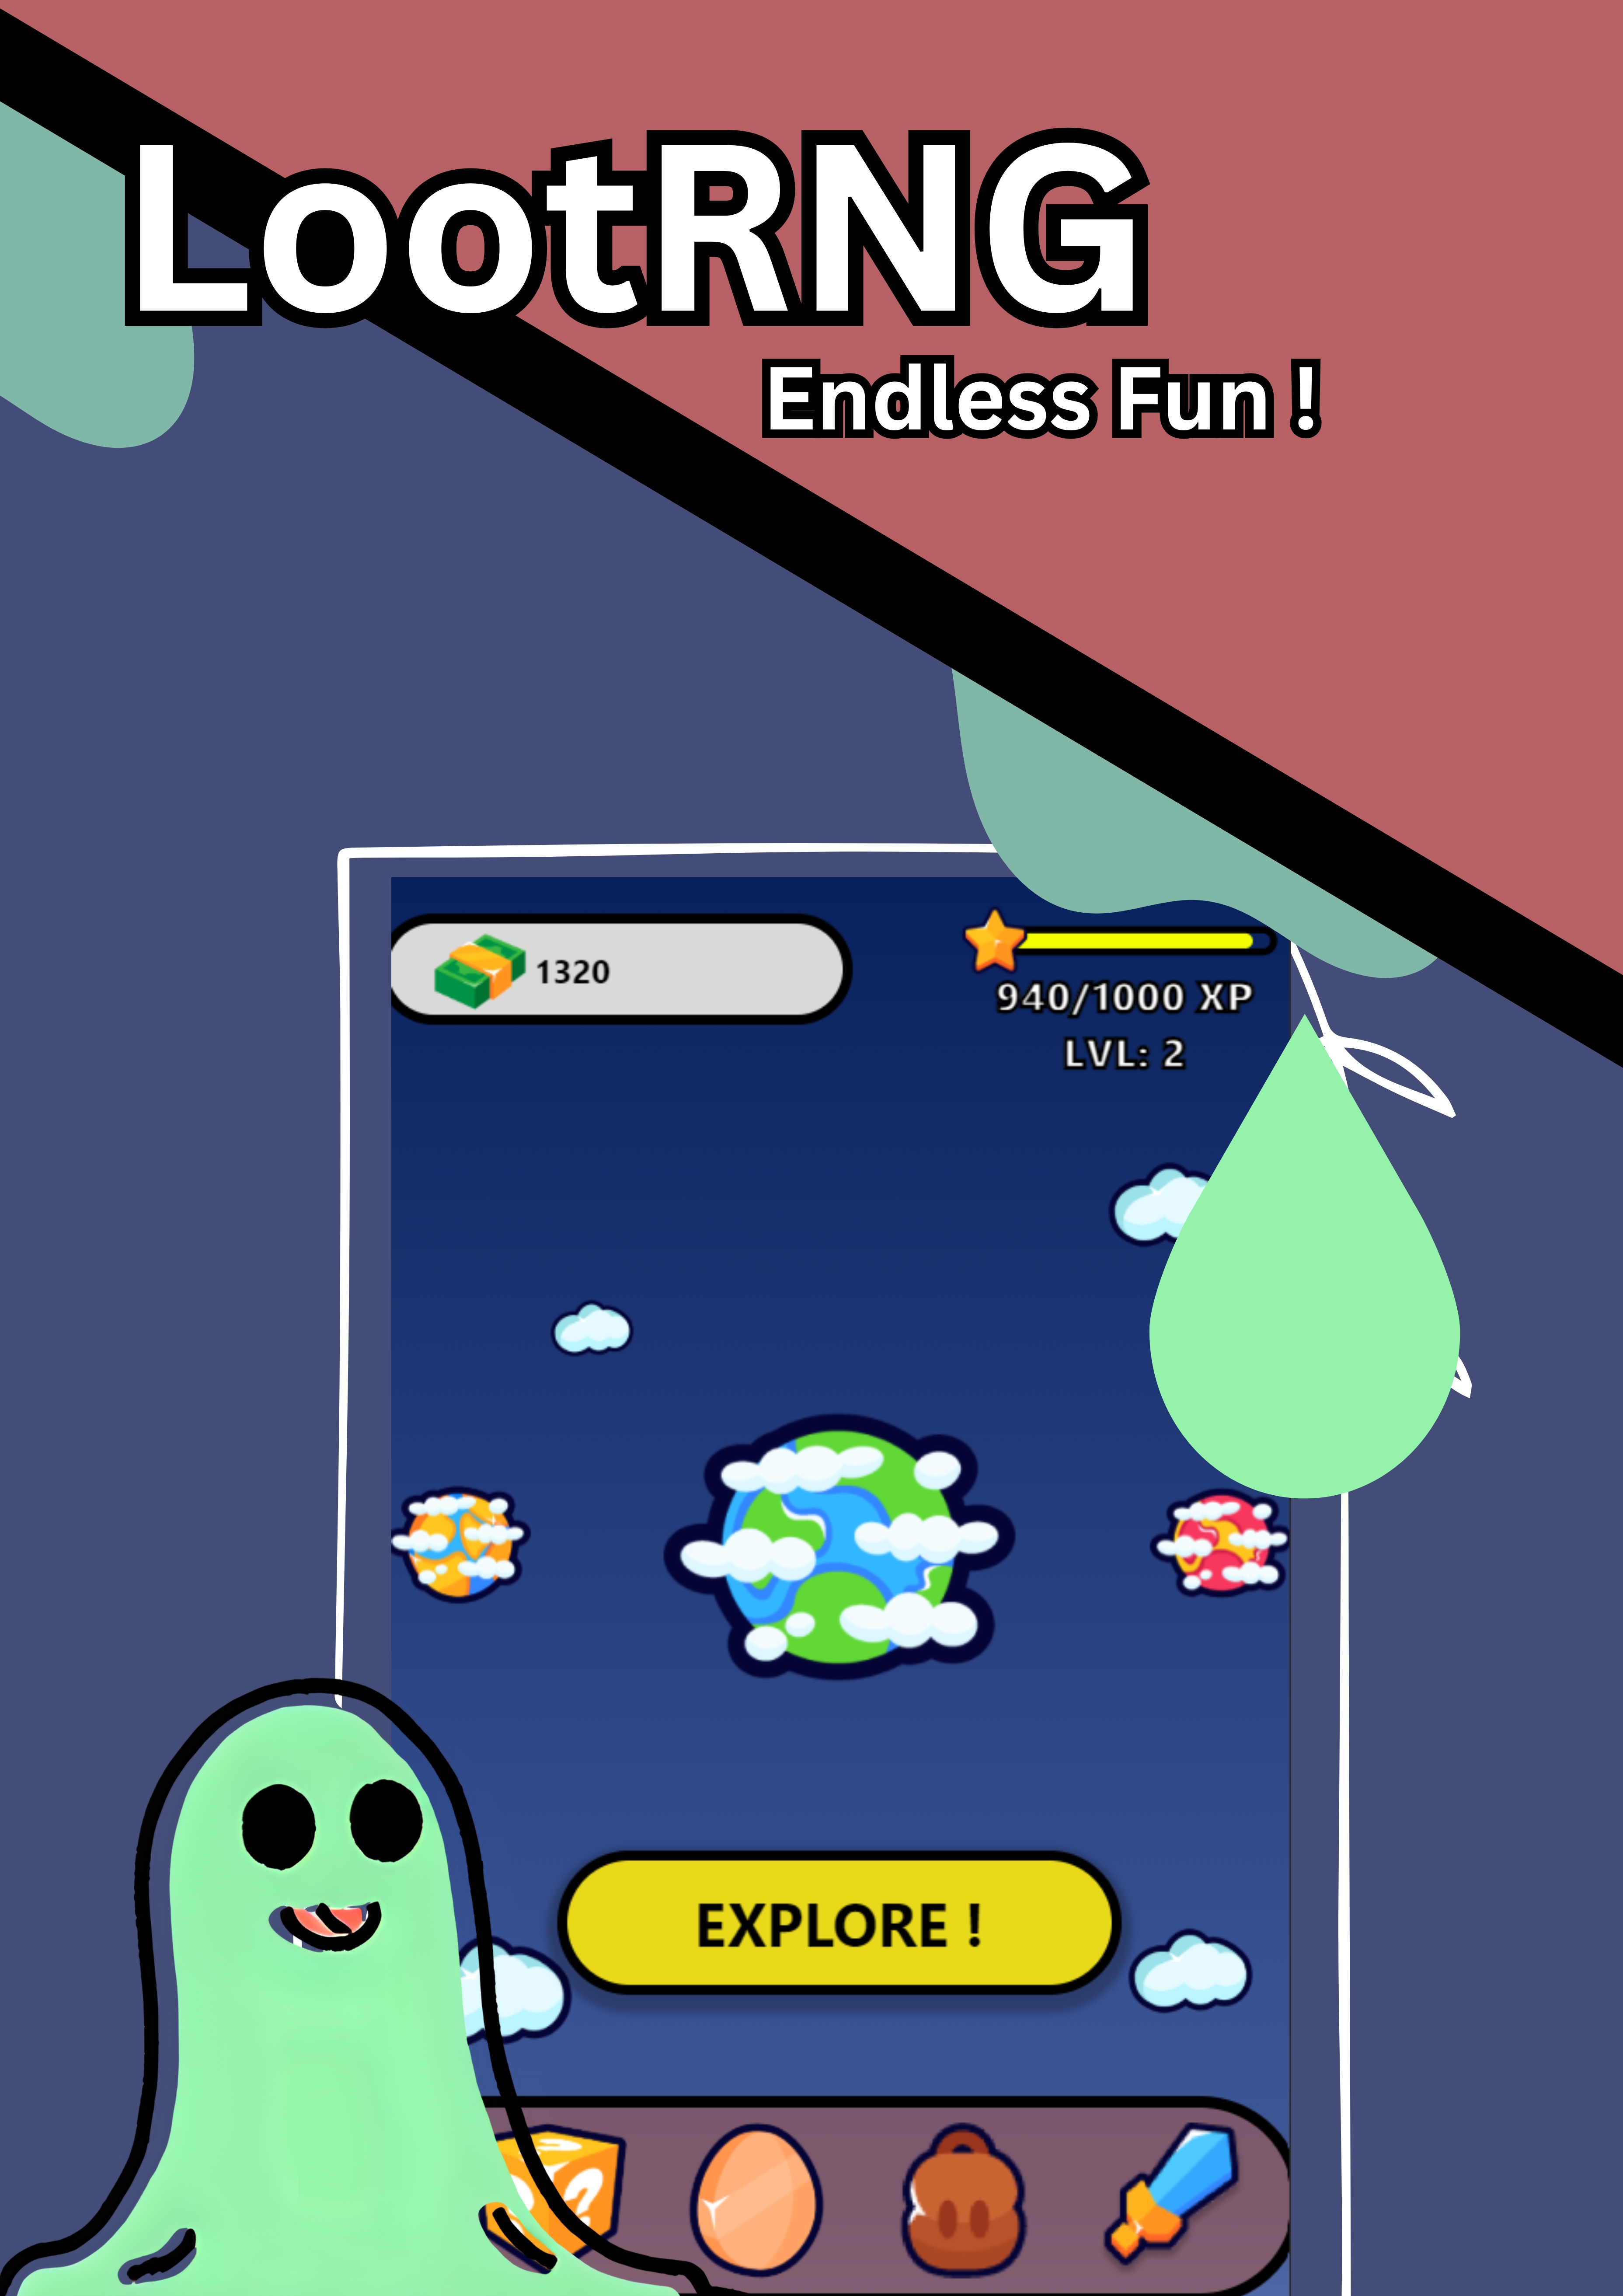 LootRNG
Endless Fun !
1320
940/1000 XP
LVL: 2
EXPLORE !
?